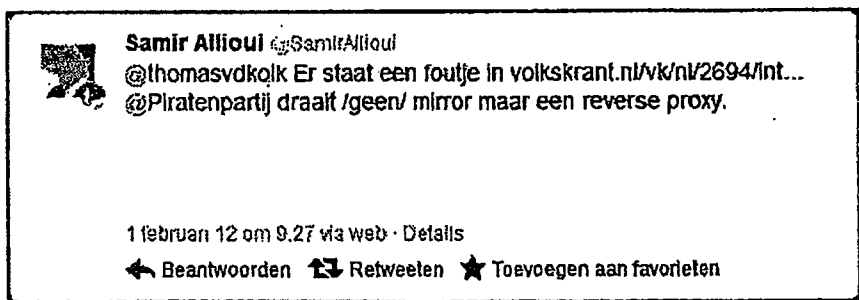 Samir Allioui @SamirAllioui
@thomasvdkolk Er staat een foutje in volkskrant.nl/vk/nl/2694/Int...
@Piratenpartij draait /geen/ mirror maar een reverse proxy.
1 februari 12 om 9.27 via web · Details
Beantwoorden Retweeten Toevoegen aan favorieten